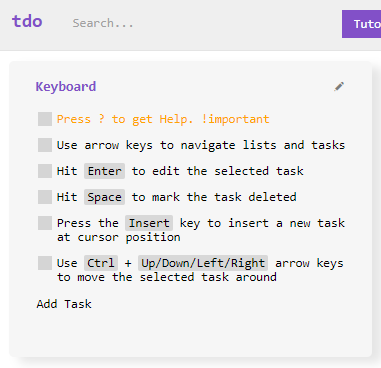 tdo Search... Tuto
Keyboard
Press ? to get Help. !important
Use arrow keys to navigate lists and tasks
Hit Enter to edit the selected task
Hit Space to mark the task deleted
Press the Insert key to insert a new task
at cursor position
Use Ctrl + Up/Down/Left/Right arrow keys
to move the selected task around
Add Task